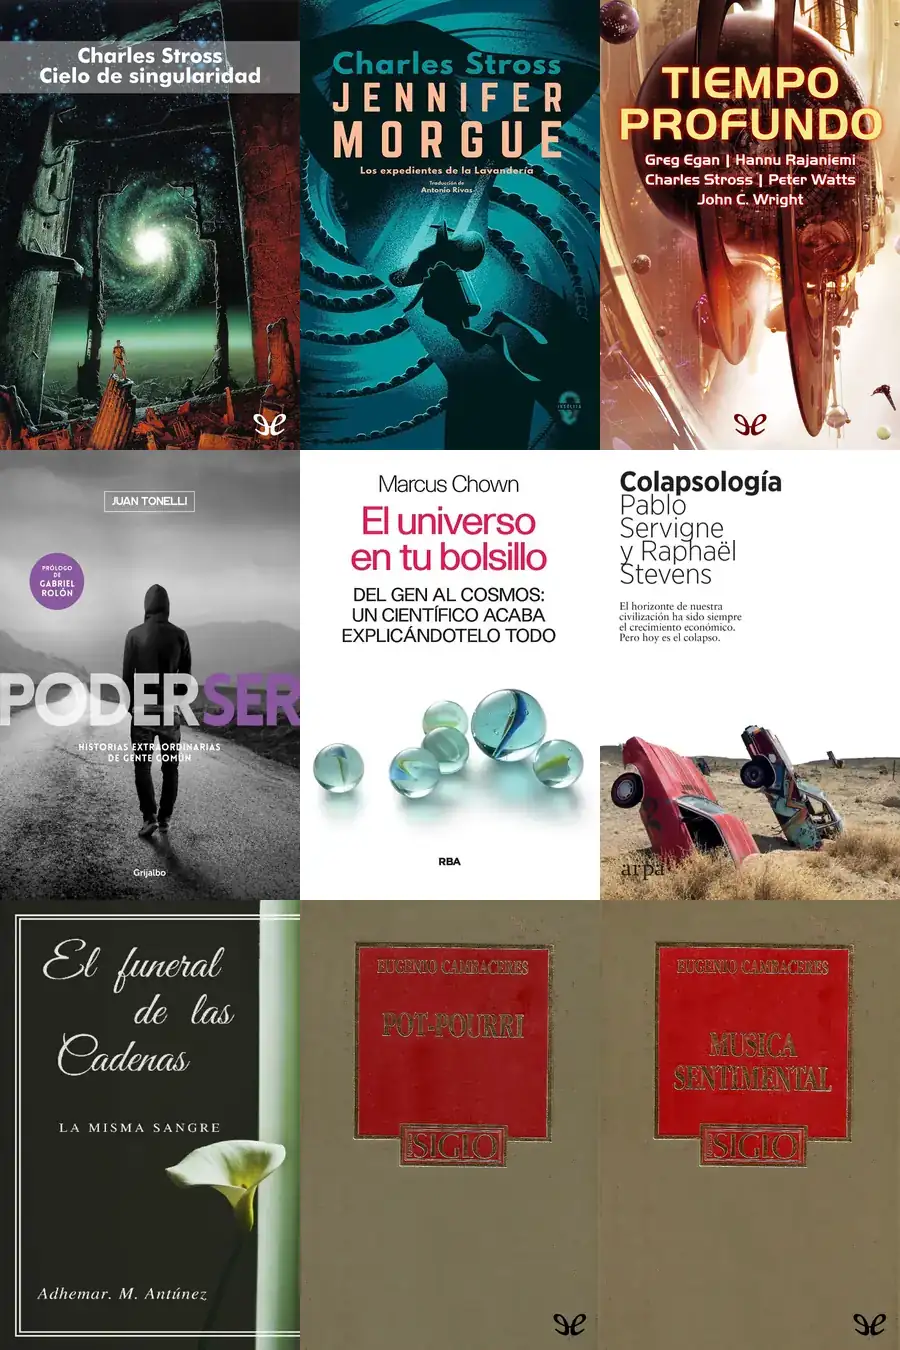 Charles Stross
Cielo de singularidad
Charles Stross
JENNIFER
MORGUE
Los expedientes de la Lavandería
Traducción de
Antonio Rivas
TIEMPO
PROFUNDO
Greg Egan | Hannu Rajaniemi
Charles Stross | Peter Watts
John C. Wright
JUAN TONELLI
PRÓLOGO
DE
GABRIEL
ROLÓN
PODERSER
HISTORIAS EXTRAORDINARIAS
DE GENTE COMÚN
Grijalbo
Marcus Chown
El universo
en tu bolsillo
DEL GEN AL COSMOS:
UN CIENTÍFICO ACABA
EXPLICÁNDOTELO TODO
RBA
Colapsología
Pablo
Servigne
y Raphaël
Stevens
El horizonte de nuestra
civilización ha sido siempre
el crecimiento económico.
Pero hoy es el colapso.
arpa
El funeral
de las
Cadenas
LA MISMA SANGRE
Adhemar. M. Antúnez
EUGENIO CAMBACERES
POT-POURRI
SIGLO
EUGENIO CAMBACERES
MUSICA
SENTIMENTAL
SIGLO